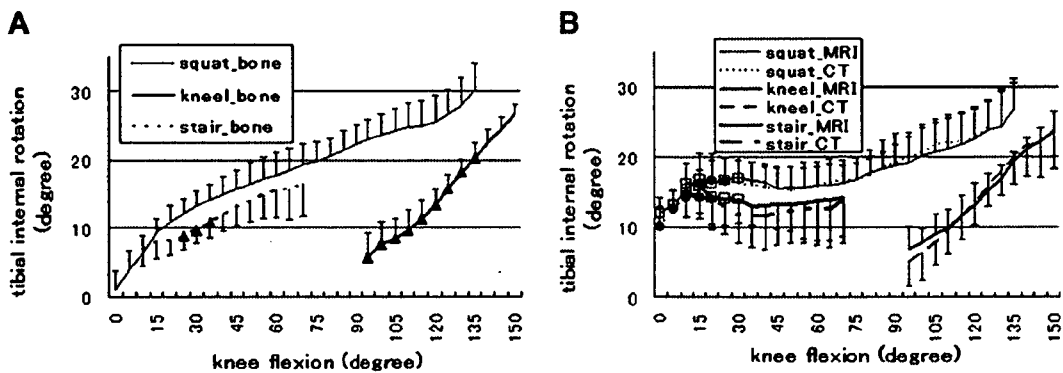 A
squat_bone
kneel_bone
stair_bone
tibial internal rotation
(degree)
30
20
10
0
0
15
30
45
60
75
90
105
120
135
150
knee flexion (degree)
B
squat_MRI
squat_CT
kneel_MRI
kneel_CT
stair_MRI
stair_CT
tibial internal rotation
(degree)
30
20
10
0
0
15
30
45
60
75
90
105
120
135
150
knee flexion (degree)